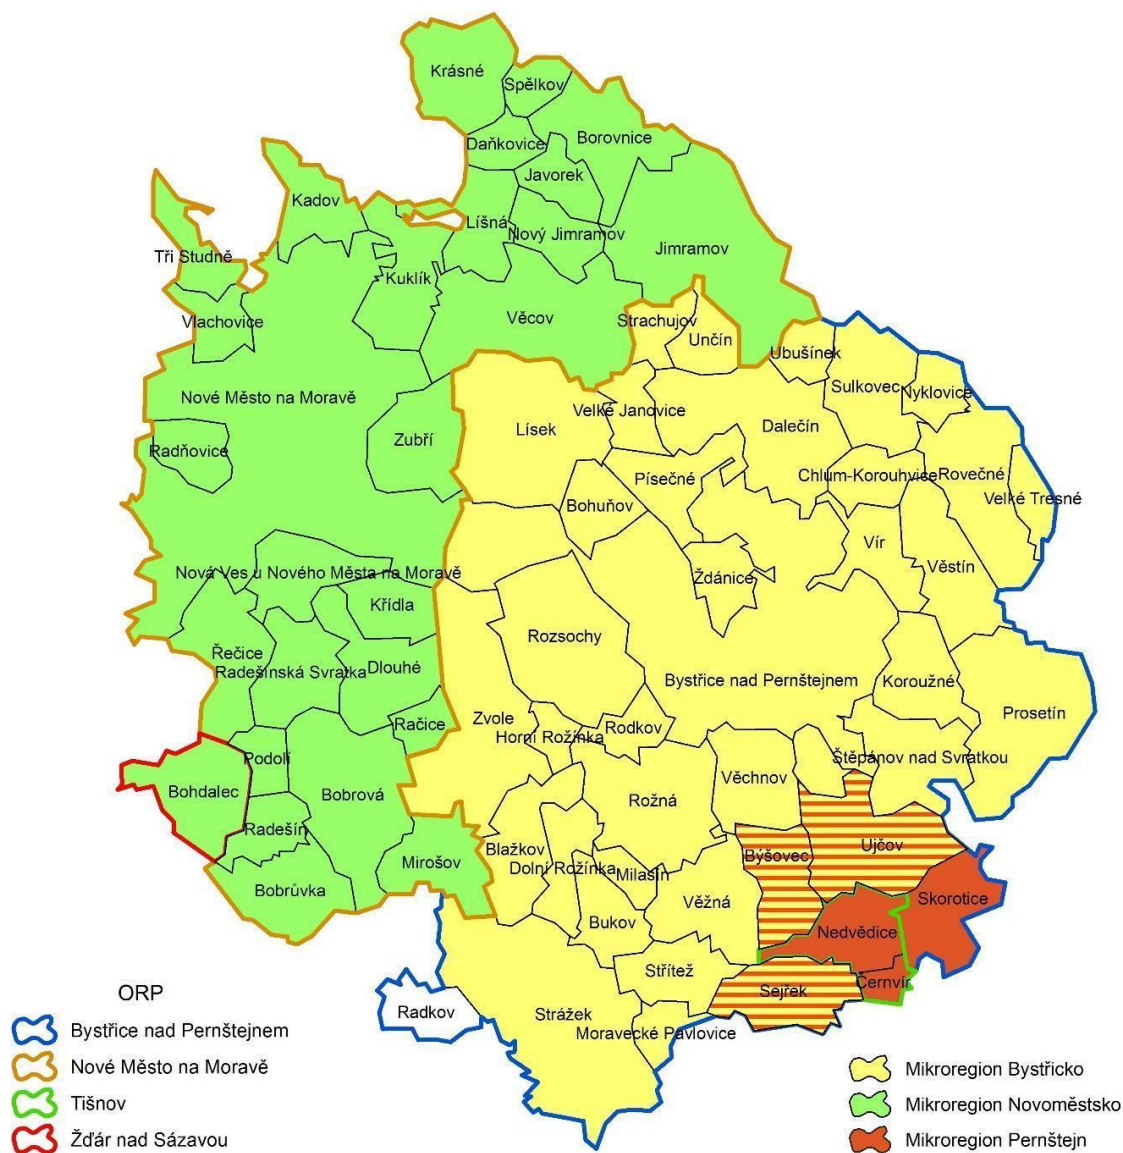 Krásné
Spělkov
Daňkovice
Borovnice
Javorek
Kadov
Líšná
Nový Jimramov
Jimramov
Tři Studně
Kuklík
Vlachovice
Věcov
Strachujov
Unčín
Ubušínek
Sulkovec
Nyklovice
Nové Město na Moravě
Velké Janovice
Lísek
Dalečín
Zubří
Radňovice
Písečné
Chlum-Korouhvice
Rovečné
Velké Tresné
Bohuňov
Vír
Věstín
Nová Ves u Nového Města na Moravě
Ždánice
Křídla
Rozsochy
Řečice
Radešínská Svratka
Dlouhé
Bystřice nad Pernštejnem
Koroužné
Prosetín
Račice
Zvole
Horní Rožínka
Rodkov
Štěpánov nad Svratkou
Podolí
Věchnov
Bohdalec
Bobrová
Rožná
Radešín
Mirošov
Blažkov
Dolní Rožínka
Milasín
Býšovec
Ujčov
Bobrůvka
Bukov
Věžná
Skorotice
Nedvědice
Střítež
Černvír
Sejřek
Radkov
Strážek
Moravecké Pavlovice
ORP
Bystřice nad Pernštejnem
Nové Město na Moravě
Tišnov
Žďár nad Sázavou
Mikroregion Bystřicko
Mikroregion Novoměstsko
Mikroregion Pernštejn